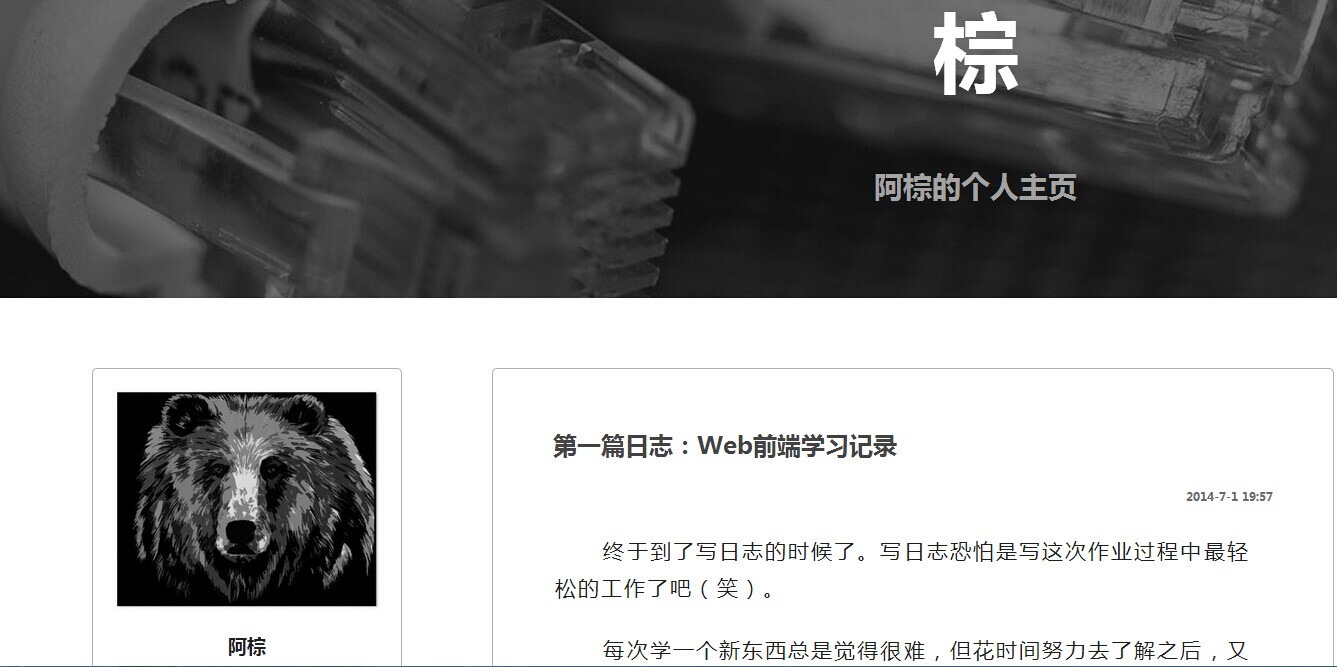 棕
阿棕的个人主页
阿棕
第一篇日志：Web前端学习记录
2014-7-1 19:57
终于到了写日志的时候了。写日志恐怕是写这次作业过程中最轻
松的工作了吧（笑）。
每次学一个新东西总是觉得很难，但花时间努力去了解之后，又